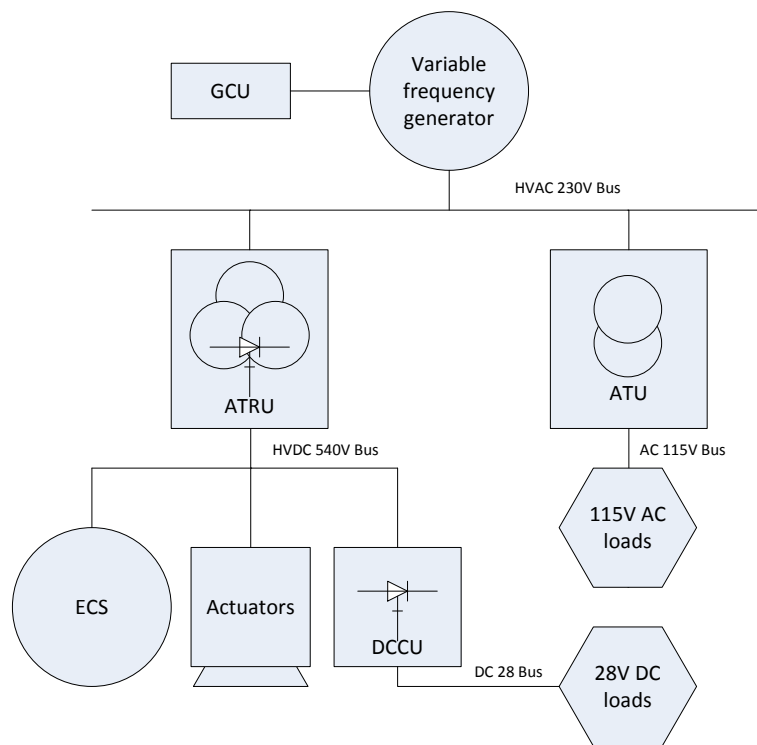 Variable
frequency
generator
GCU
HVAC 230V Bus
ATRU
ATU
HVDC 540V Bus
AC 115V Bus
115V AC
loads
ECS
Actuators
DCCU
DC 28 Bus
28V DC
loads